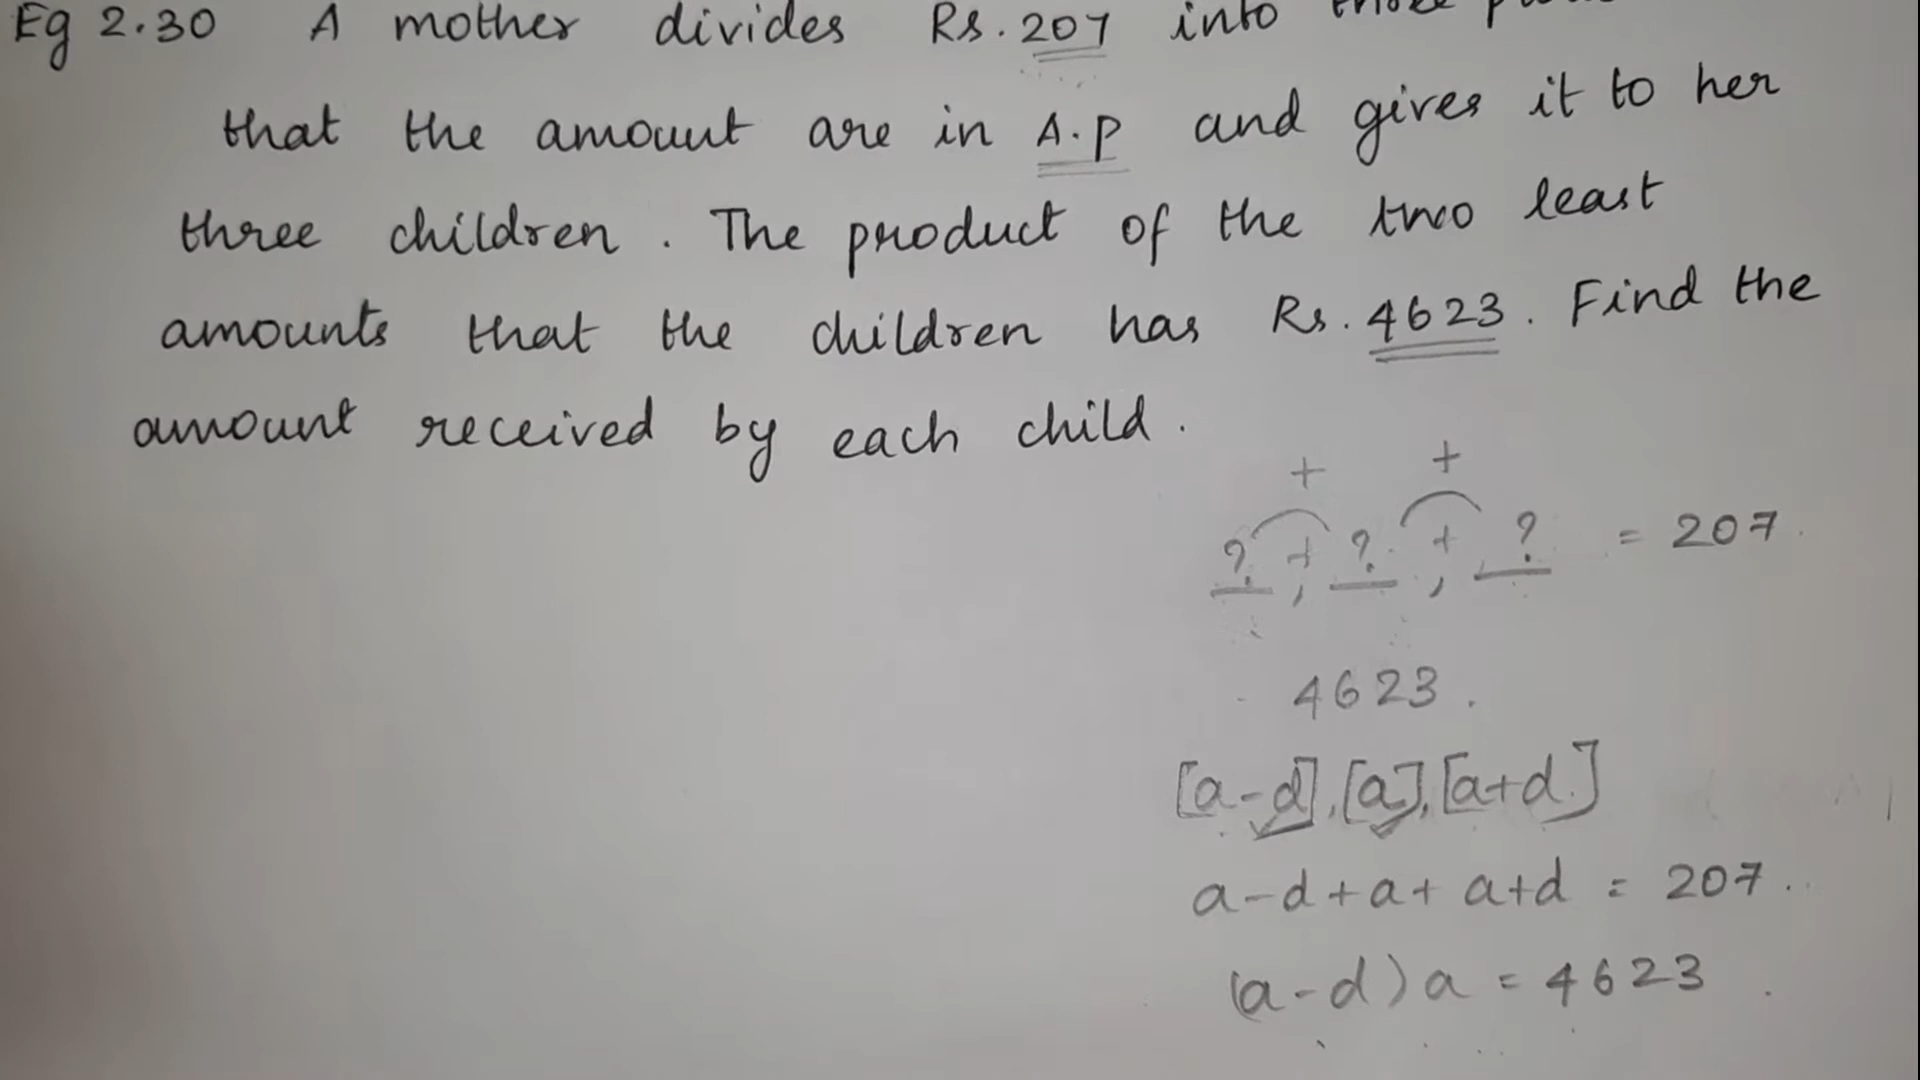 Eg 2.30 A mother divides Rs. 207 into
that the amount are in A.P and gives it to her
three children. The product of the two least
amounts that the children has Rs. 4623. Find the
amount received by each child.
+ +
? + ? + ? = 207.
, ,
4623.
[a-d], [a], [a+d]
a-d+a+a+d = 207.
(a-d)a = 4623